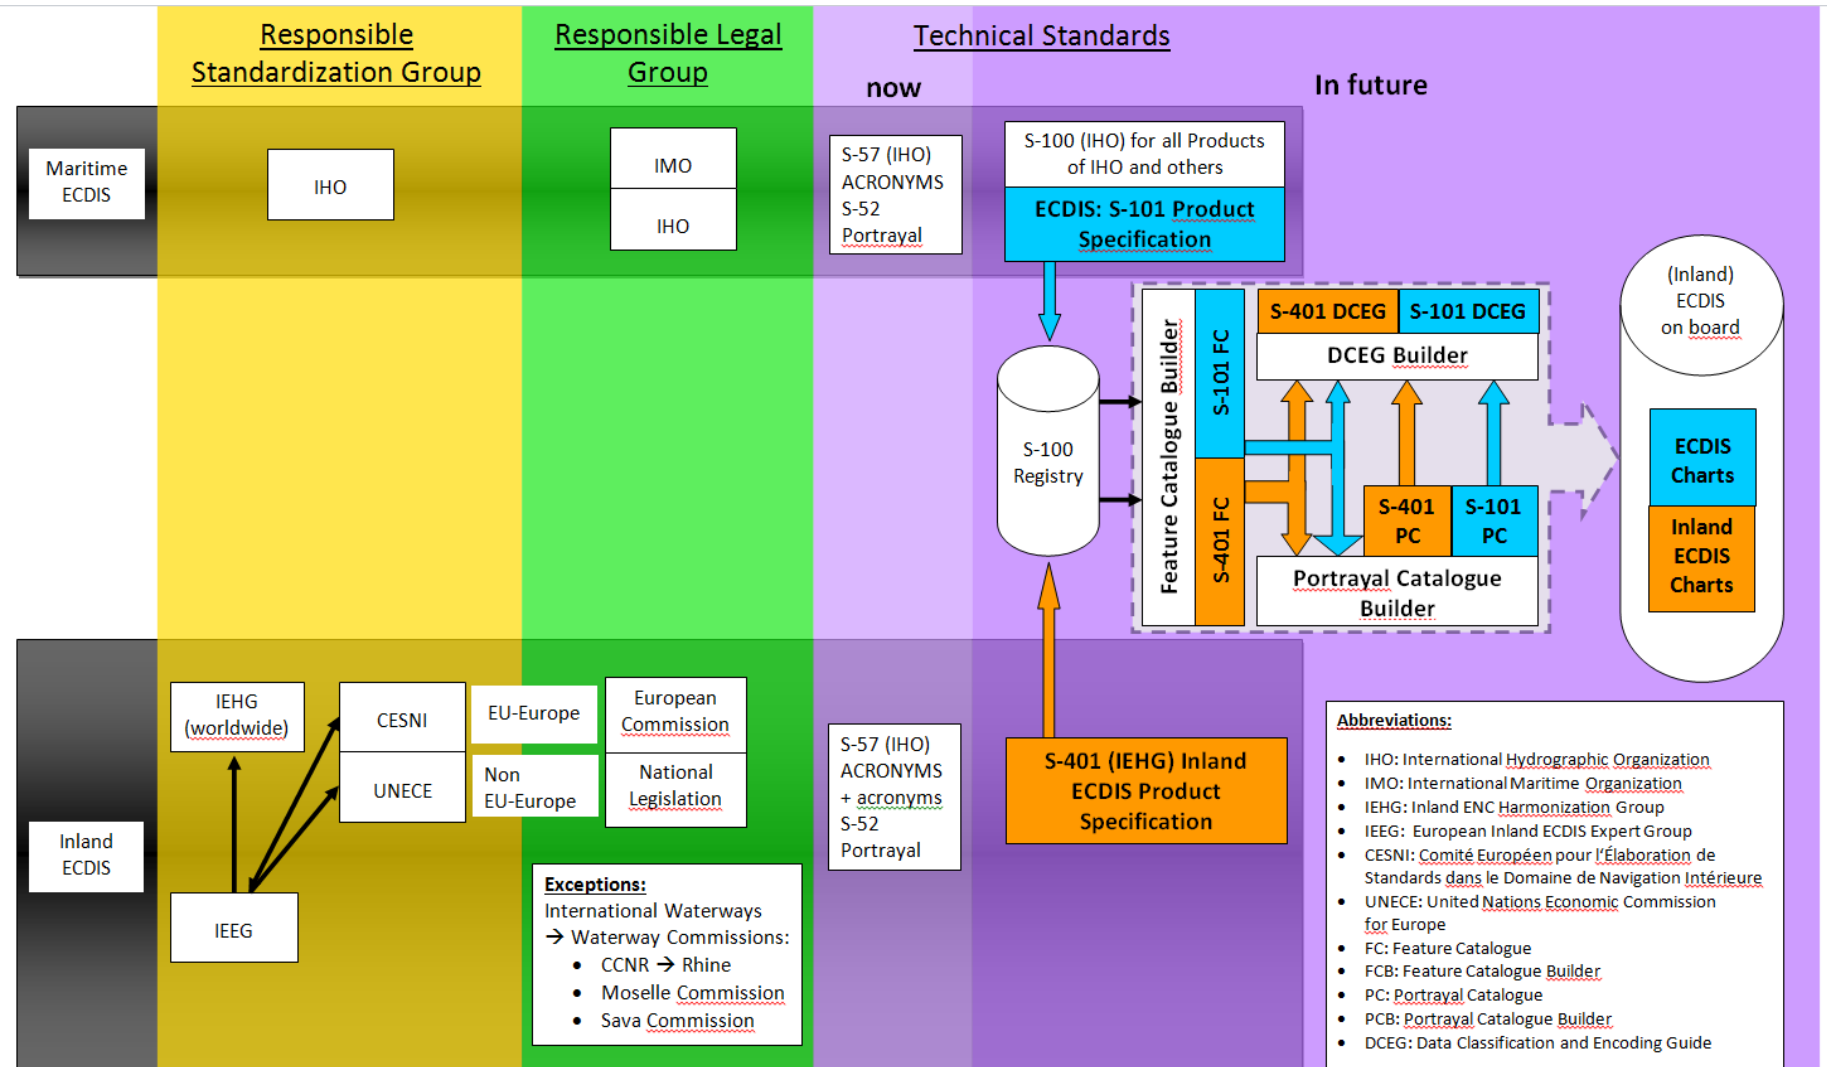 Responsible
Standardization Group
Responsible Legal
Group
Technical Standards
now
In future
Maritime
ECDIS
IHO
IMO
IHO
S-57 (IHO)
ACRONYMS
S-52
Portrayal
S-100 (IHO) for all Products
of IHO and others
ECDIS: S-101 Product
Specification
S-100
Registry
Feature Catalogue Builder
S-101 FC
S-401 FC
S-401 DCEG
S-101 DCEG
DCEG Builder
S-401
PC
S-101
PC
Portrayal Catalogue
Builder
(Inland)
ECDIS
on board
ECDIS
Charts
Inland
ECDIS
Charts
Inland
ECDIS
IEHG
(worldwide)
IEEG
CESNI
UNECE
EU-Europe
Non
EU-Europe
European
Commission
National
Legislation
Exceptions:
International Waterways
→ Waterway Commissions:
• CCNR → Rhine
• Moselle Commission
• Sava Commission
S-57 (IHO)
ACRONYMS
+ acronyms
S-52
Portrayal
S-401 (IEHG) Inland
ECDIS Product
Specification
Abbreviations:
• IHO: International Hydrographic Organization
• IMO: International Maritime Organization
• IEHG: Inland ENC Harmonization Group
• IEEG: European Inland ECDIS Expert Group
• CESNI: Comité Européen pour l‘Élaboration de
Standards dans le Domaine de Navigation Intérieure
• UNECE: United Nations Economic Commission
for Europe
• FC: Feature Catalogue
• FCB: Feature Catalogue Builder
• PC: Portrayal Catalogue
• PCB: Portrayal Catalogue Builder
• DCEG: Data Classification and Encoding Guide